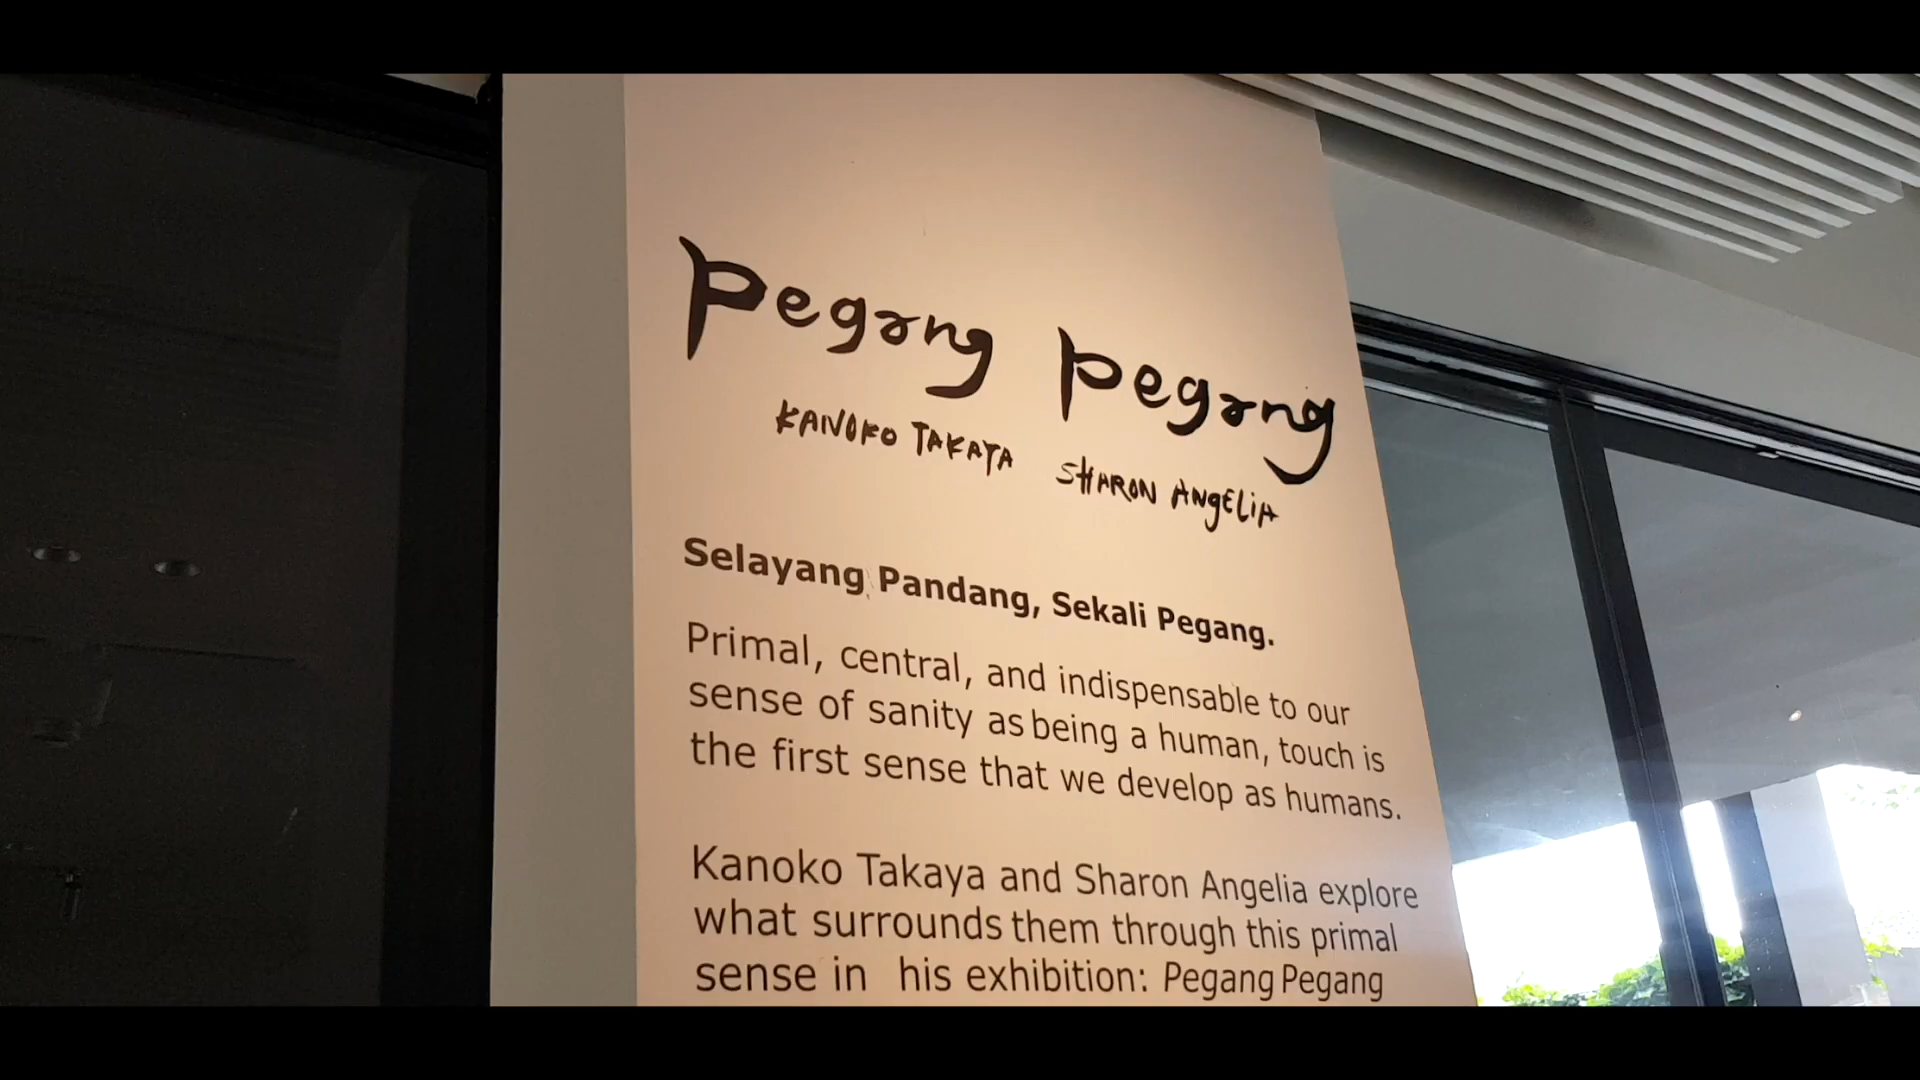 Pegang Pegang
KANOKO TAKAYA SHARON ANGELIA
Selayang Pandang, Sekali Pegang.
Primal, central, and indispensable to our
sense of sanity as being a human, touch is
the first sense that we develop as humans.
Kanoko Takaya and Sharon Angelia explore
what surrounds them through this primal
sense in his exhibition: Pegang Pegang